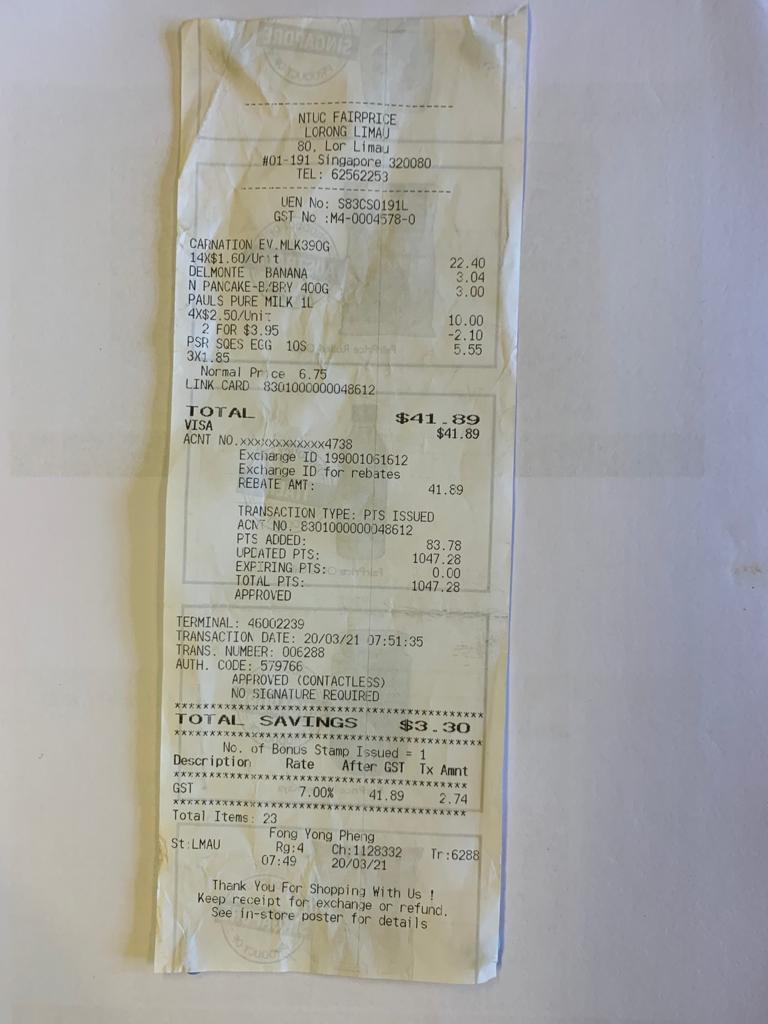 NTUC FAIRPRICE
LORONG LIMAU
80, Lor Limau
#01-191 Singapore 320080
TEL: 62562253
UEN No: S83CS0191L
GST No :M4-0004578-0
CARNATION EV.MLK390G
14X$1.60/Unit 22.40
DELMONTE BANANA 3.04
N PANCAKE-B/BRY 400G 3.00
PAULS PURE MILK 1L
4X$2.50/Unit 10.00
2 FOR $3.95 -2.10
PSR SQES EGG 10S 5.55
3X1.85
Normal Price 6.75
LINK CARD 8301000000048612
TOTAL $41.89
VISA $41.89
ACNT NO.xxxxxxxxxxxx4738
Exchange ID 199001061612
Exchange ID for rebates
REBATE AMT: 41.89
TRANSACTION TYPE: PTS ISSUED
ACNT NO. 8301000000048612
PTS ADDED: 83.78
UPDATED PTS: 1047.28
EXPIRING PTS: 0.00
TOTAL PTS: 1047.28
APPROVED
TERMINAL: 46002239
TRANSACTION DATE: 20/03/21 07:51:35
TRANS. NUMBER: 006288
AUTH. CODE: 579766
APPROVED (CONTACTLESS)
NO SIGNATURE REQUIRED
TOTAL SAVINGS $3.30
No. of Bonus Stamp Issued = 1
Description Rate After GST Tx Amnt
GST 7.00% 41.89 2.74
Total Items: 23
Fong Yong Pheng
St:LMAU Rg:4 Ch:1128332 Tr:6288
07:49 20/03/21
Thank You For Shopping With Us !
Keep receipt for exchange or refund.
See in-store poster for details